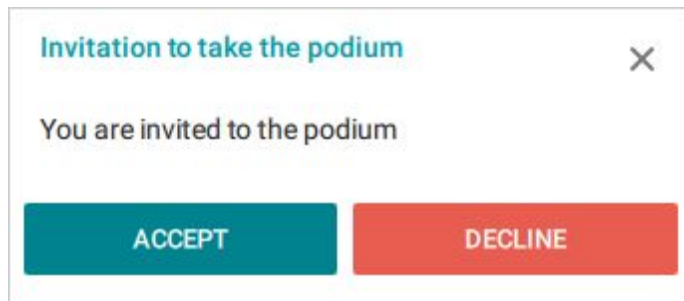 Invitation to take the podium
You are invited to the podium
ACCEPT
DECLINE